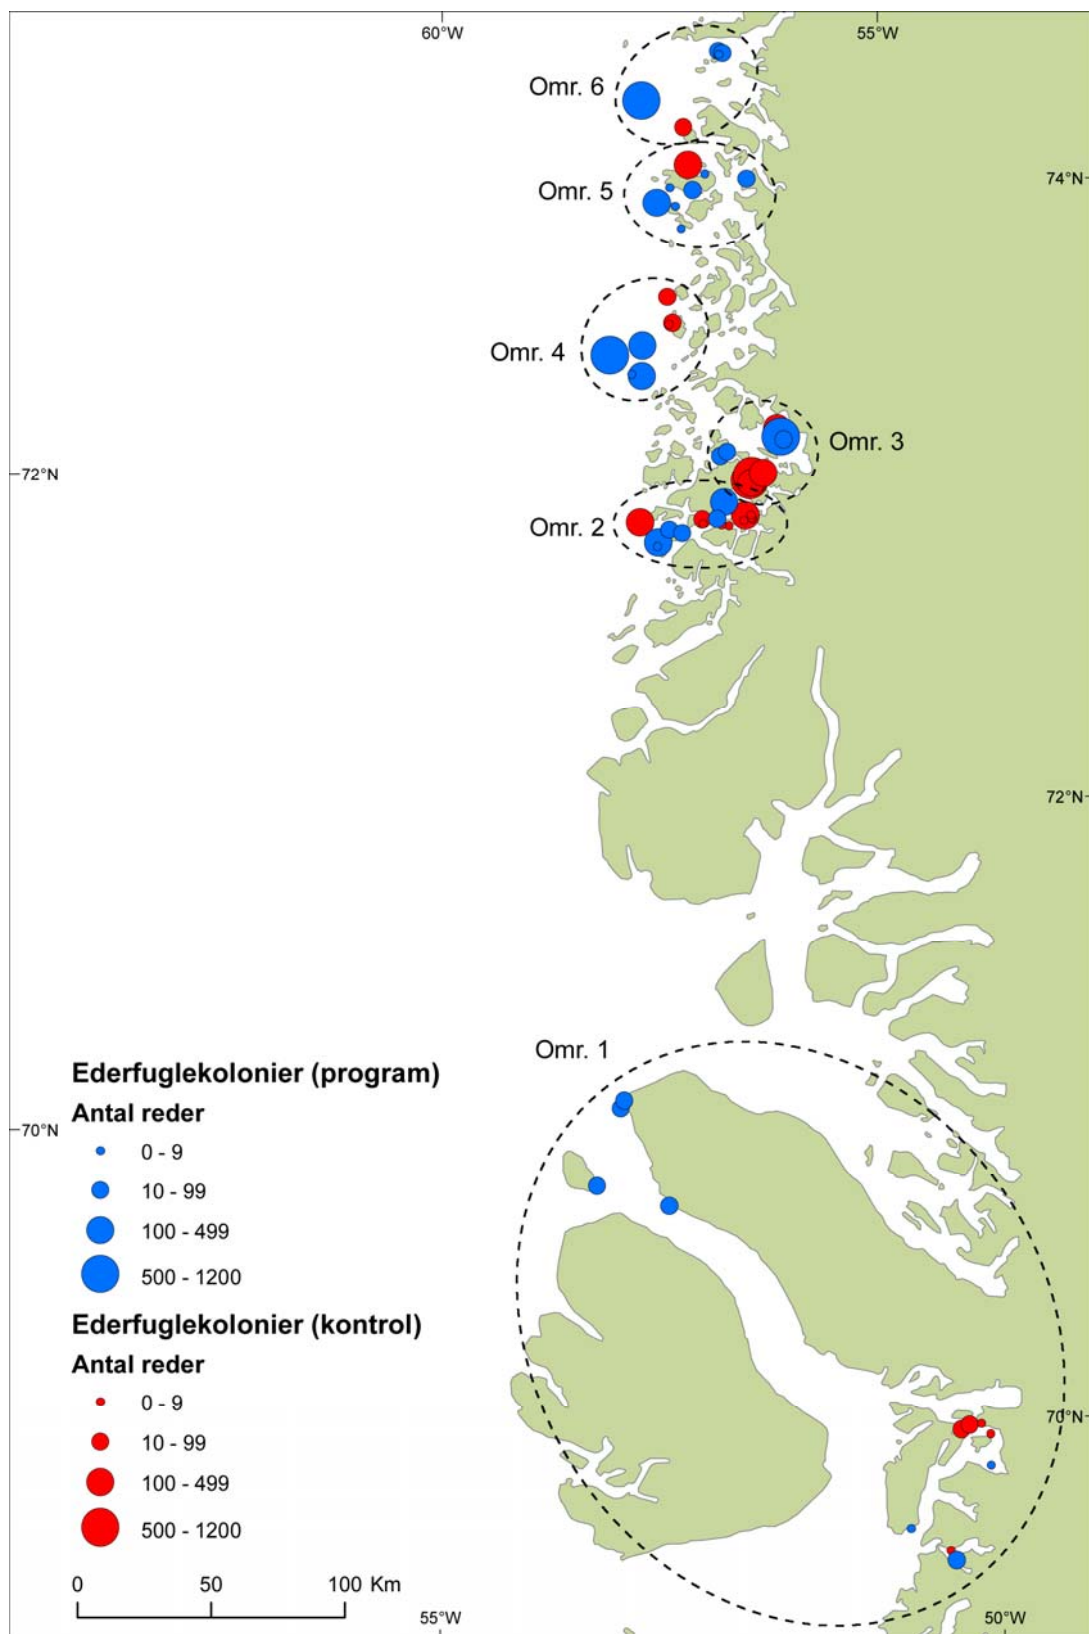 60°W
55°W
Omr. 6
74°N
Omr. 5
Omr. 4
Omr. 3
72°N
Omr. 2
72°N
Omr. 1
Ederfuglekolonier (program)
Antal reder
70°N
0 - 9
10 - 99
100 - 499
500 - 1200
Ederfuglekolonier (kontrol)
Antal reder
0 - 9
70°N
10 - 99
100 - 499
500 - 1200
0 50 100 Km
55°W
50°W